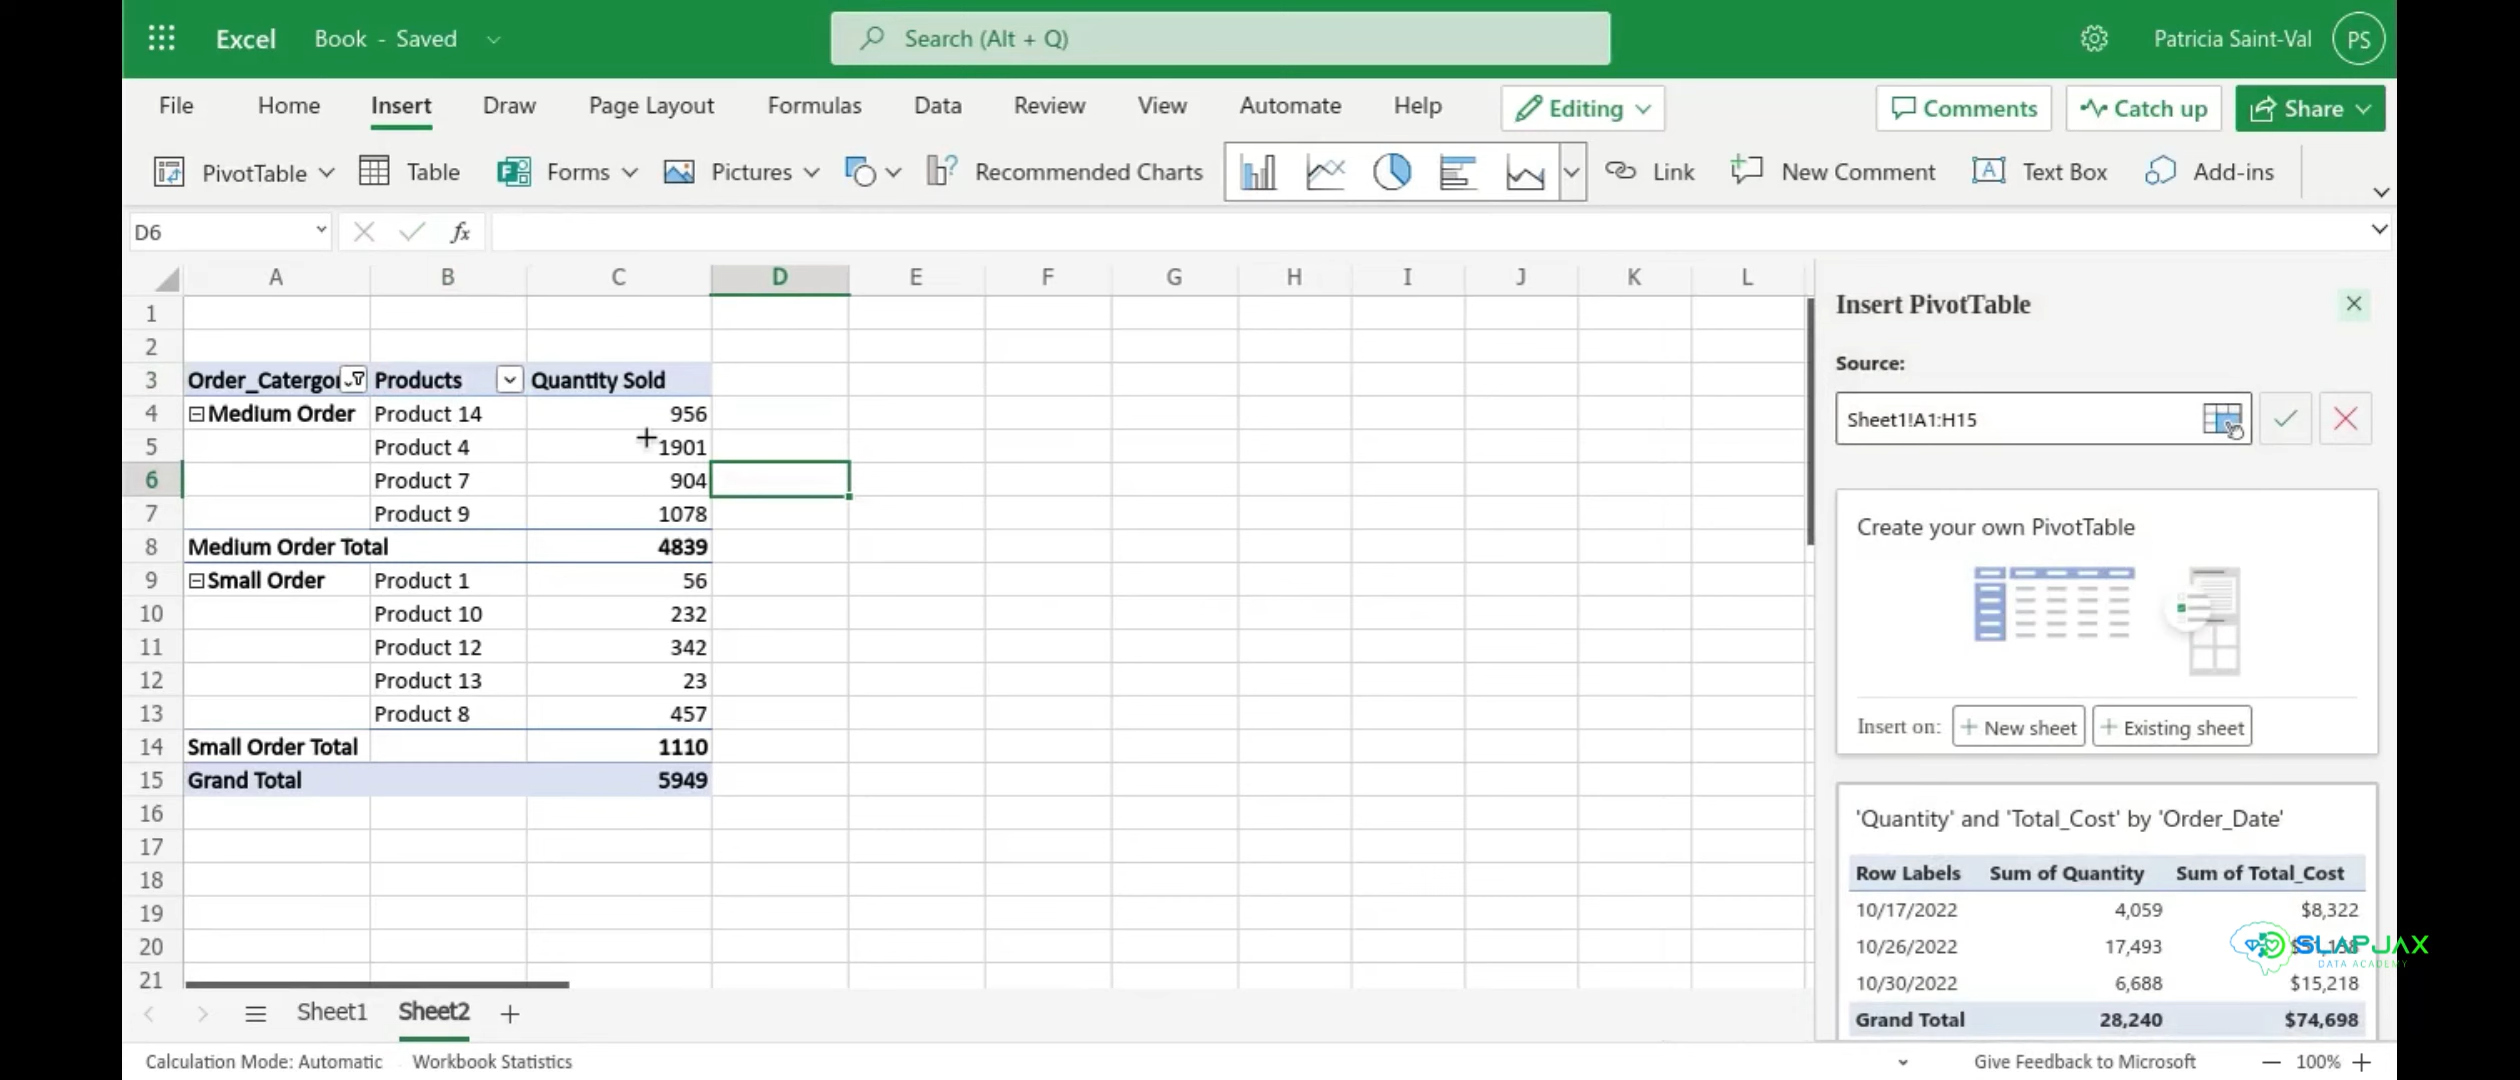 Excel Book - Saved Search (Alt + Q) Patricia Saint-Val PS
File Home Insert Draw Page Layout Formulas Data Review View Automate Help Editing Comments Catch up Share
PivotTable Table Forms Pictures Recommended Charts Link New Comment Text Box Add-ins
D6 fx
A B C D E F G H I J K L
1
2
3 Order_Catergor Products Quantity Sold
4 Medium Order Product 14 956
5 Product 4 1901
6 Product 7 904
7 Product 9 1078
8 Medium Order Total 4839
9 Small Order Product 1 56
10 Product 10 232
11 Product 12 342
12 Product 13 23
13 Product 8 457
14 Small Order Total 1110
15 Grand Total 5949
16
17
18
19
20
21
Insert PivotTable
Source:
Sheet1!A1:H15
Create your own PivotTable
Insert on: + New sheet + Existing sheet
'Quantity' and 'Total_Cost' by 'Order_Date'
Row Labels Sum of Quantity Sum of Total_Cost
10/17/2022 4,059 $8,322
10/26/2022 17,493
10/30/2022 6,688 $15,218
Grand Total 28,240 $74,698
SLAPJAX
DATA ACADEMY
Sheet1 Sheet2
Calculation Mode: Automatic Workbook Statistics Give Feedback to Microsoft 100%